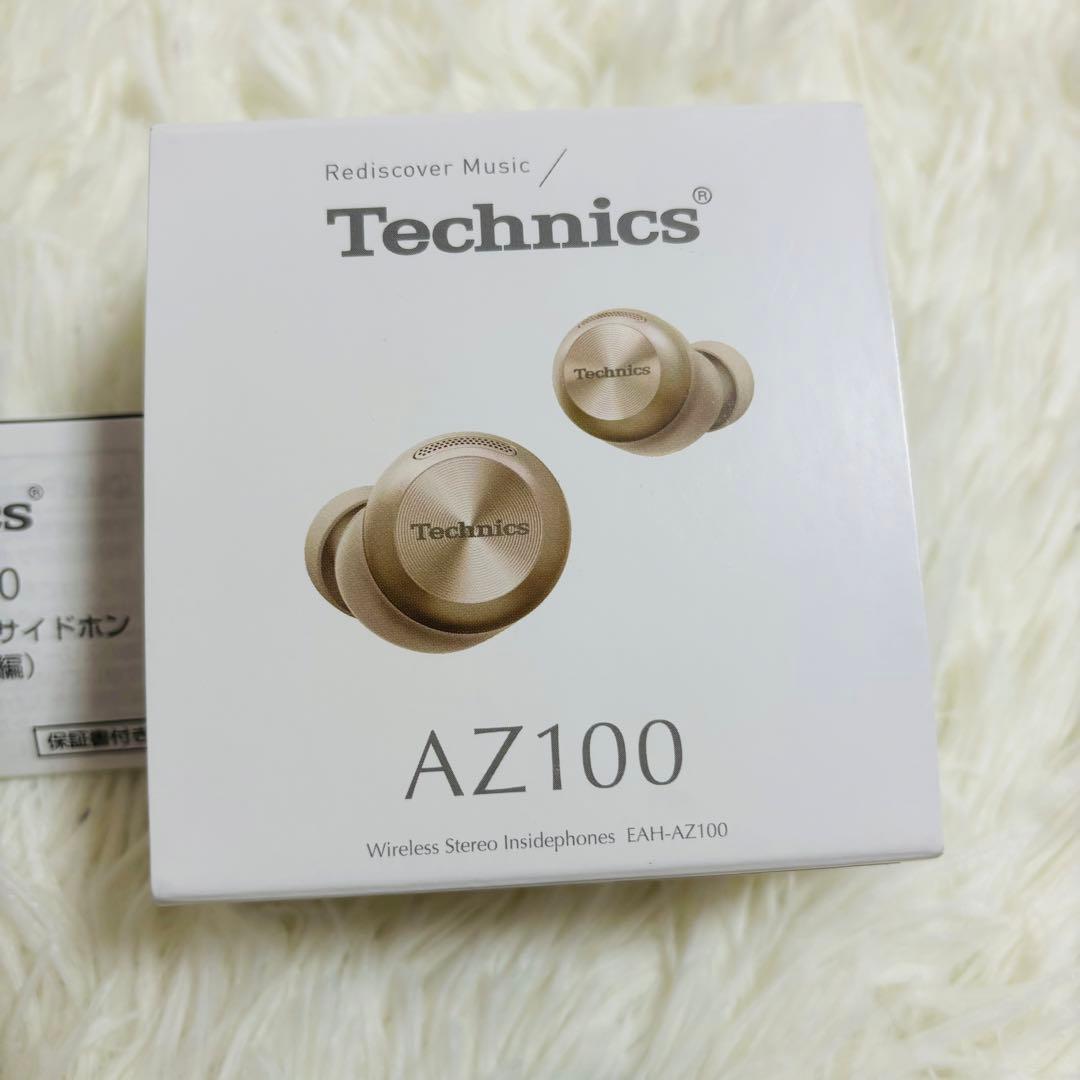 Rediscover Music
Technics®
Technics
Technics
AZ100
Wireless Stereo Insidephones EAH-AZ100
s®
0
サイドホン
編)
保証書付き